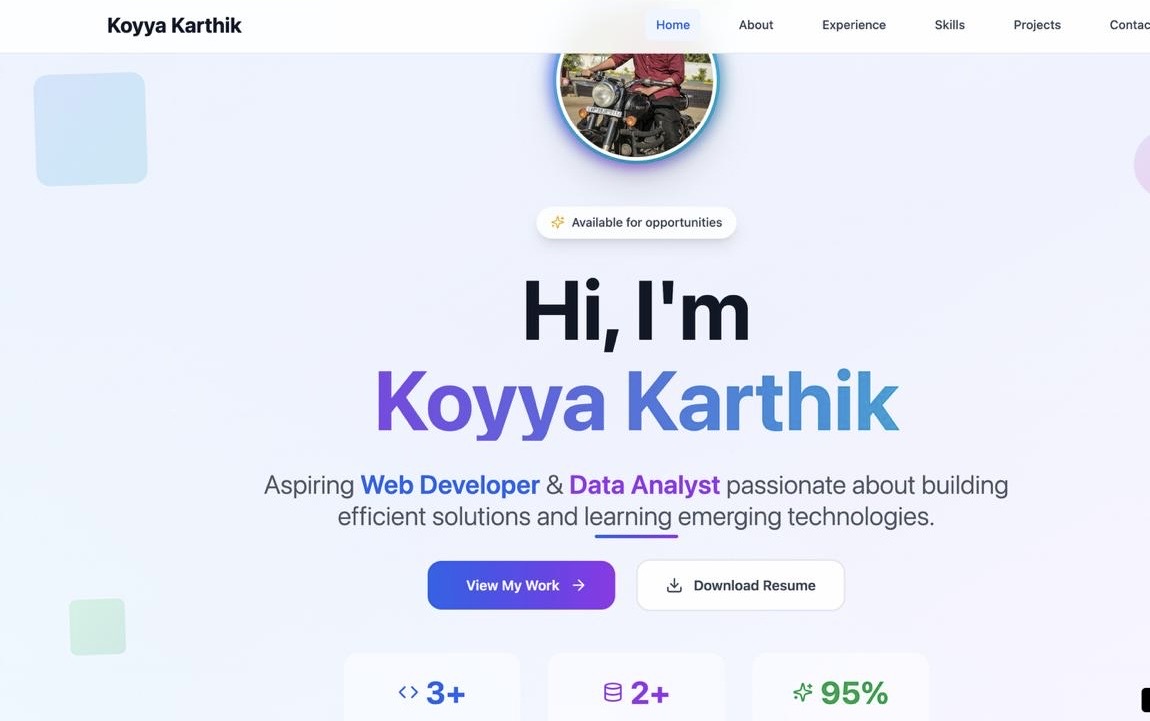 Koyya Karthik
Home About Experience Skills Projects Contac
Available for opportunities
Hi, I'm
Koyya Karthik
Aspiring Web Developer & Data Analyst passionate about building
efficient solutions and learning emerging technologies.
View My Work
Download Resume
3+ 2+ 95%